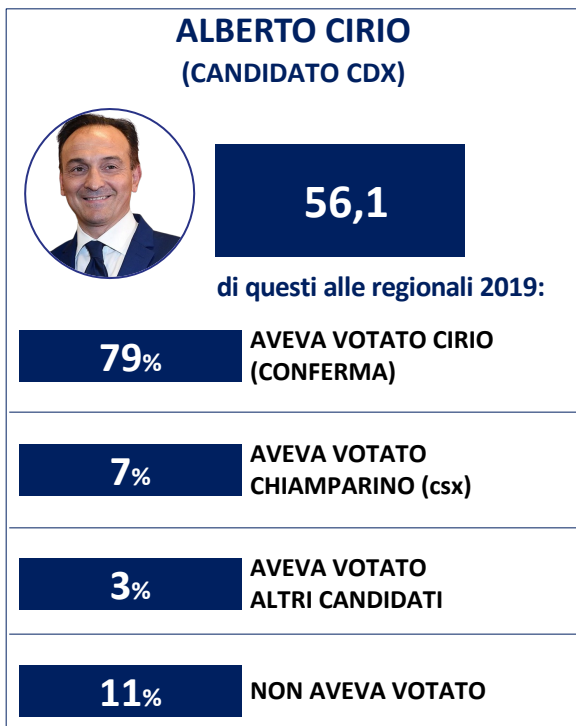 ALBERTO CIRIO
(CANDIDATO CDX)
56,1
di questi alle regionali 2019:
79%
AVEVA VOTATO CIRIO
(CONFERMA)
7%
AVEVA VOTATO
CHIAMPARINO (csx)
3%
AVEVA VOTATO
ALTRI CANDIDATI
11%
NON AVEVA VOTATO